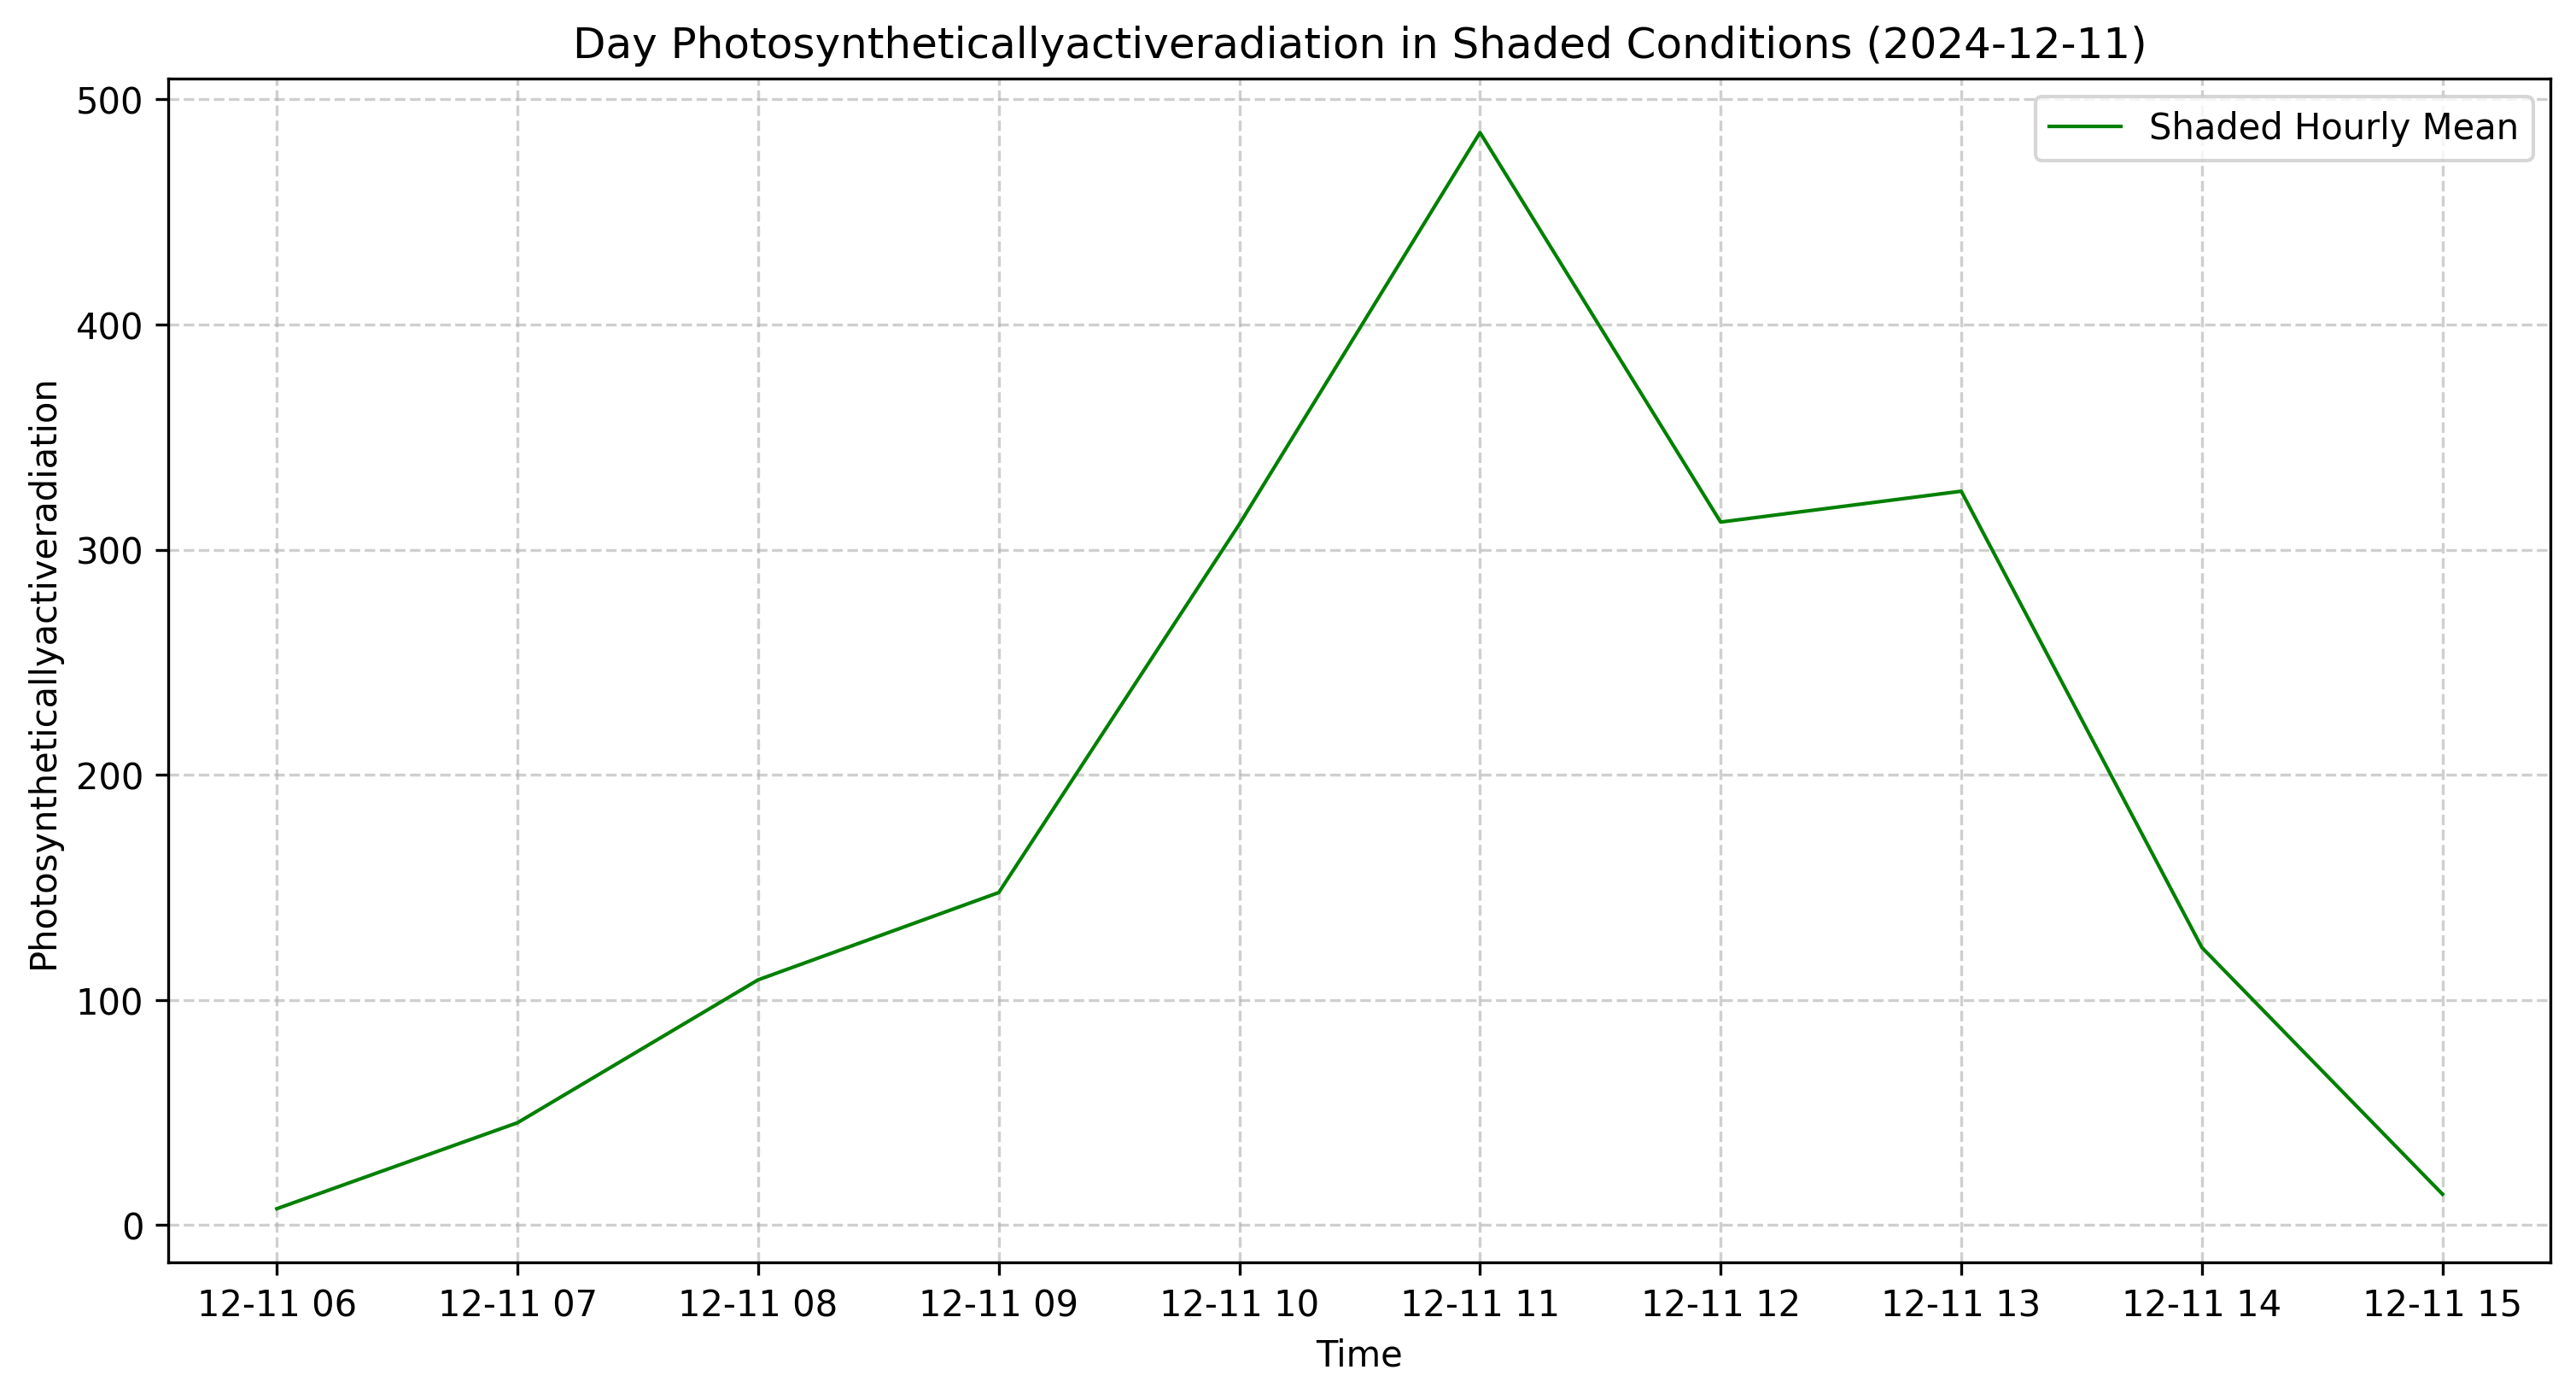 Day Photosyntheticallyactiveradiation in Shaded Conditions (2024-12-11)
Shaded Hourly Mean
Photosyntheticallyactiveradiation
500
400
300
200
100
0
12-11 06 12-11 07 12-11 08 12-11 09 12-11 10 12-11 11 12-11 12 12-11 13 12-11 14 12-11 15
Time